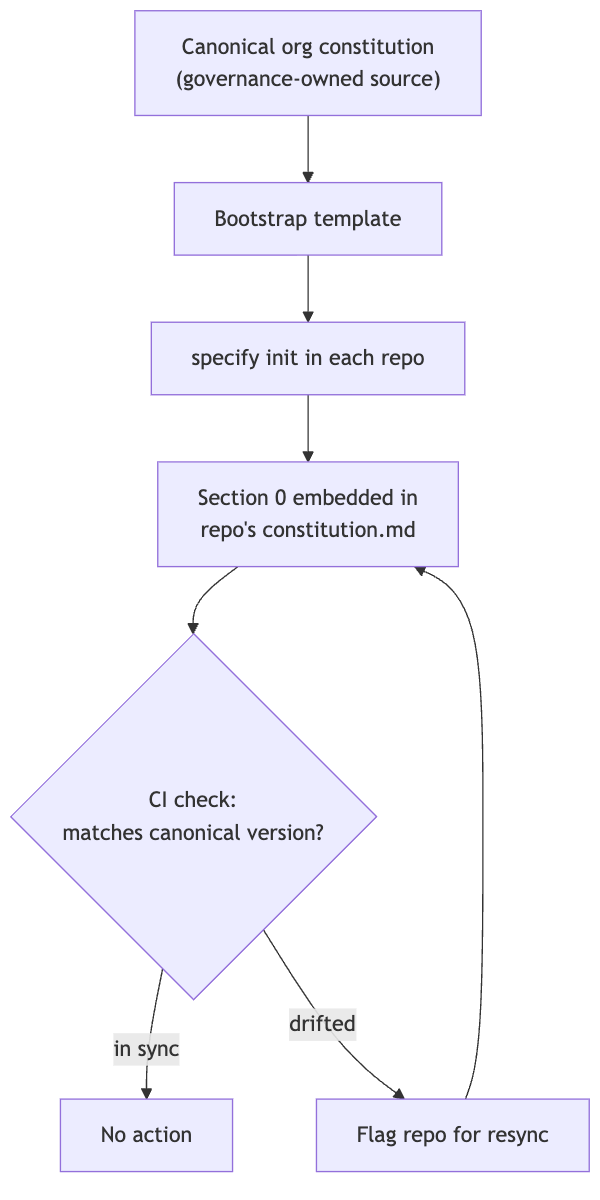 Canonical org constitution
(governance-owned source)
Bootstrap template
specify init in each repo
Section 0 embedded in
repo's constitution.md
CI check:
matches canonical version?
drifted
in sync
No action
Flag repo for resync